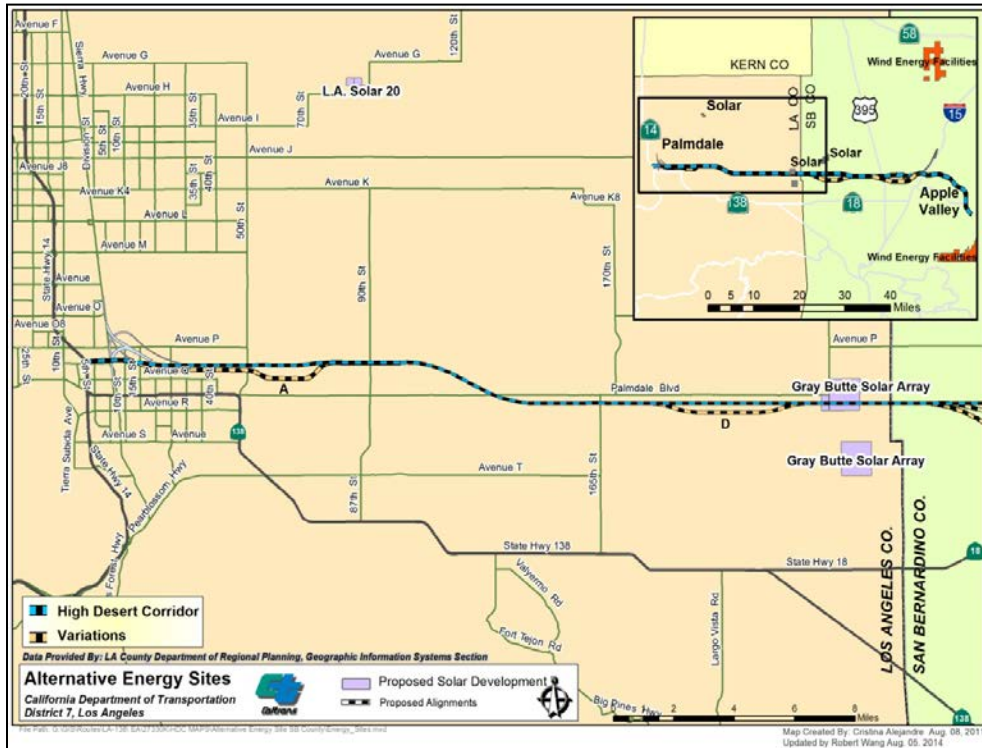 Avenue F
Avenue G
Avenue G
120th St
20th St
15th St
Sierra Hwy
Avenue H
L.A. Solar 20
35th St
Division St
5th St
10th St
Avenue I
70th St
Avenue J
Avenue J8
40th St
35th St
Avenue K4
Avenue K
Avenue K8
Avenue L
50th St
Avenue M
State Hwy 14
Avenue
Avenue O
Avenue O8
90th St
170th St
Avenue P
Avenue P
25th St
10th St
5th St
10th St
15th St
Avenue Q
40th St
A
Palmdale Blvd
Gray Butte Solar Array
Avenue R
D
Avenue S
Avenue
138
Tierra Subida Ave
State Hwy 14
Pearblossom Hwy
Avenue T
87th St
165th St
Gray Butte Solar Array
State Hwy 138
State Hwy 18
18
s Forest Hwy
Valyermo Rd
Fort Tejon Rd
Largo Vista Rd
Big Pines Hwy
LOS ANGELES CO.
SAN BERNARDINO CO.
138
KERN CO
58
Wind Energy Facilities
LA CO
SB CO
395
15
14
Solar
Palmdale
Solar
Solar
138
18
Apple
Valley
Wind Energy Facilities
0 5 10 20 30 40
Miles
High Desert Corridor
Variations
Data Provided By: LA County Department of Regional Planning, Geographic Information Systems Section
Alternative Energy Sites
California Department of Transportation
District 7, Los Angeles
Caltrans
Proposed Solar Development
Proposed Alignments
0 2 4 6 8
Miles
Map Created By: Cristina Alejandre Aug. 08, 2011
Updated by Robert Wang Aug. 05, 2014